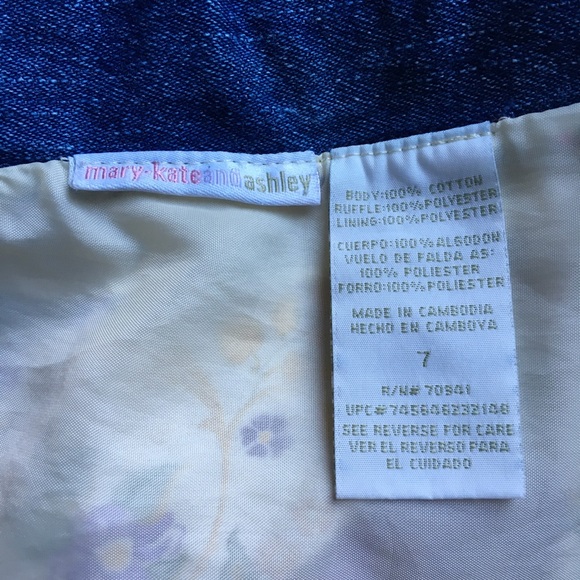 mary-kateandashley
BODY:100% COTTON
RUFFLE:100%POLYESTER
LINING:100%POLYESTER
CUERPO:100%ALGODON
VUELO DE FALDA AS:
100% POLIESTER
FORRO:100%POLIESTER
MADE IN CAMBODIA
HECHO EN CAMBOYA
7
R/N# 70941
UPC#745646232140
SEE REVERSE FOR CARE
VER EL REVERSO PARA
EL CUIDADO